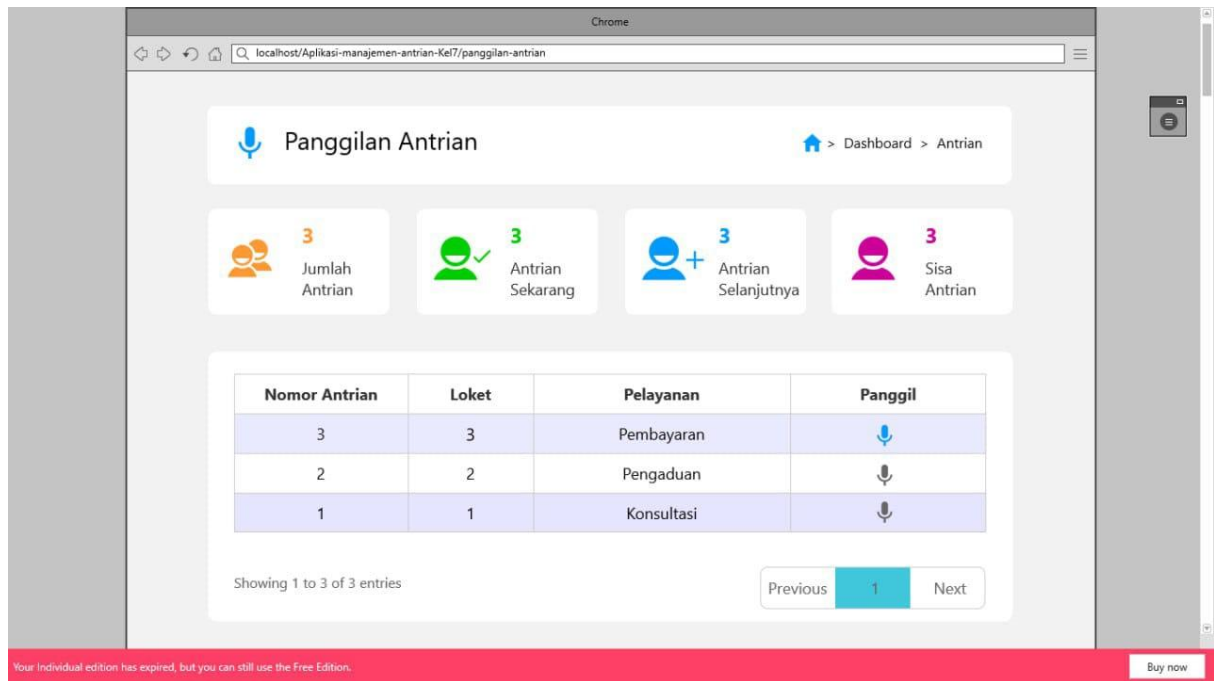 Chrome
localhost/Aplikasi-manajemen-antrian-Kel7/panggilan-antrian
Panggilan Antrian
> Dashboard > Antrian
3
Jumlah
Antrian
3
Antrian
Sekarang
3
Antrian
Selanjutnya
3
Sisa
Antrian
Nomor Antrian Loket Pelayanan Panggil
3 3 Pembayaran
2 2 Pengaduan
1 1 Konsultasi
Showing 1 to 3 of 3 entries
Previous 1 Next
Your Individual edition has expired, but you can still use the Free Edition. Buy now